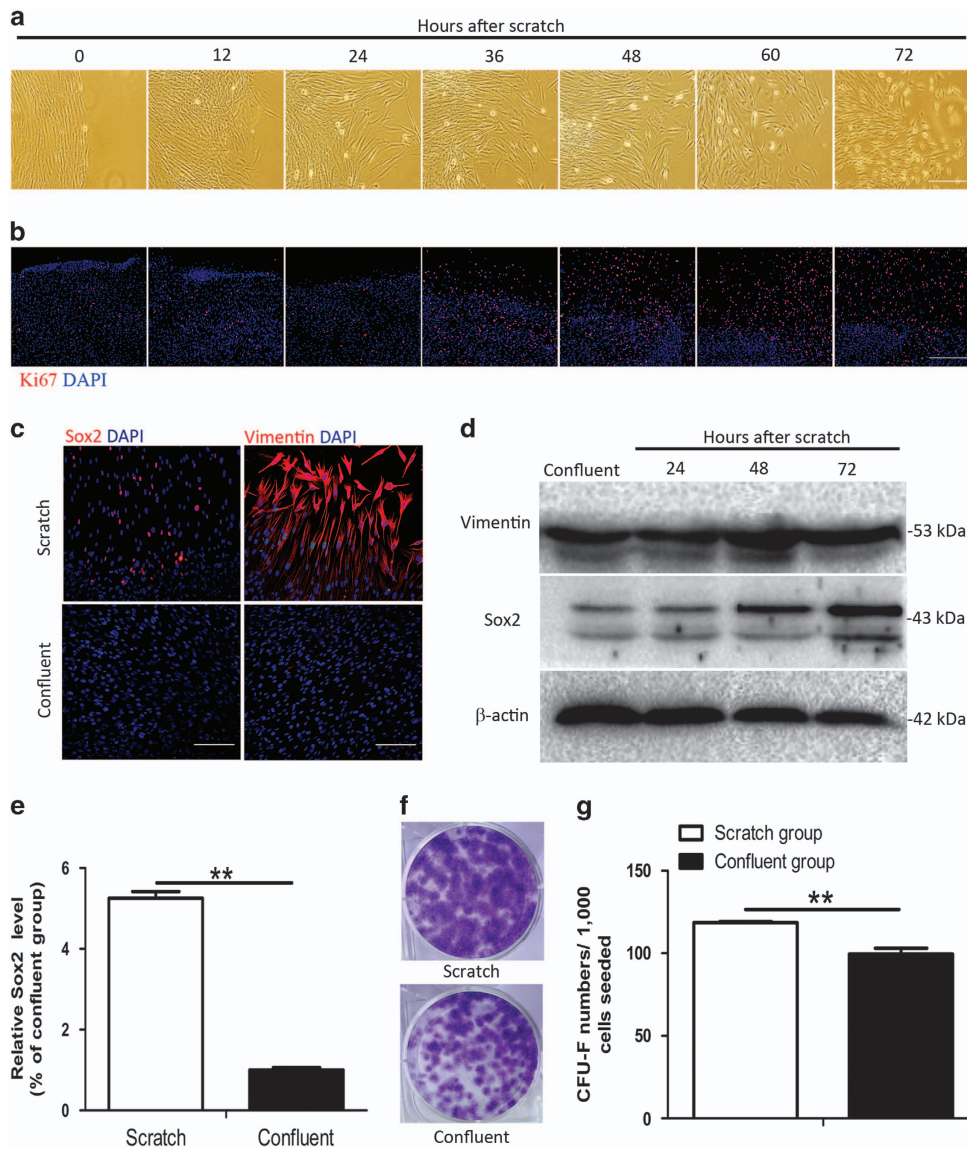 a
Hours after scratch
0 12 24 36 48 60 72
b
Ki67 DAPI
c
Sox2 DAPI Vimentin DAPI
Scratch
Confluent
d
Hours after scratch
Confluent 24 48 72
Vimentin -53 kDa
Sox2 -43 kDa
β-actin -42 kDa
e
Relative Sox2 level
(% of confluent group)
6
4
2
0
**
Scratch Confluent
f
Scratch
Confluent
g
Scratch group
Confluent group
CFU-F numbers/ 1,000
cells seeded
150
100
50
0
**